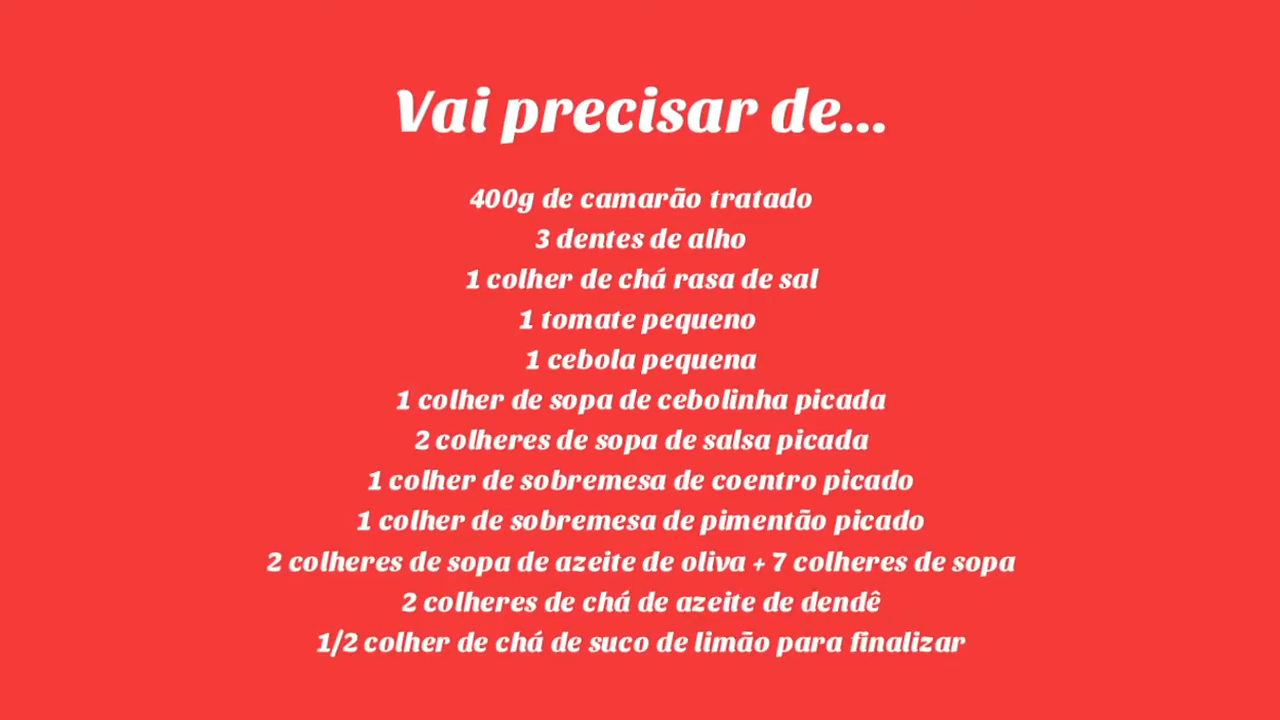 Vai precisar de...
400g de camarão tratado
3 dentes de alho
1 colher de chá rasa de sal
1 tomate pequeno
1 cebola pequena
1 colher de sopa de cebolinha picada
2 colheres de sopa de salsa picada
1 colher de sobremesa de coentro picado
1 colher de sobremesa de pimentão picado
2 colheres de sopa de azeite de oliva + 7 colheres de sopa
2 colheres de chá de azeite de dendê
1/2 colher de chá de suco de limão para finalizar